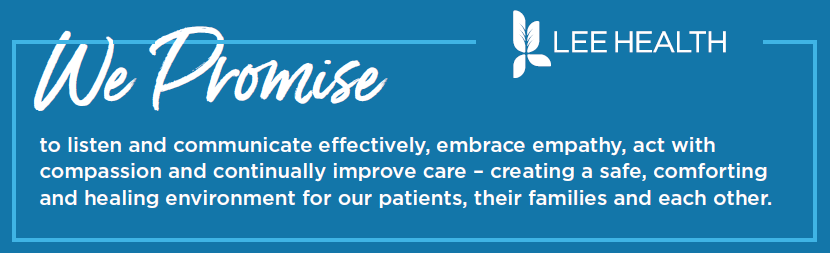 We Promise
LEE HEALTH
to listen and communicate effectively, embrace empathy, act with
compassion and continually improve care – creating a safe, comforting
and healing environment for our patients, their families and each other.